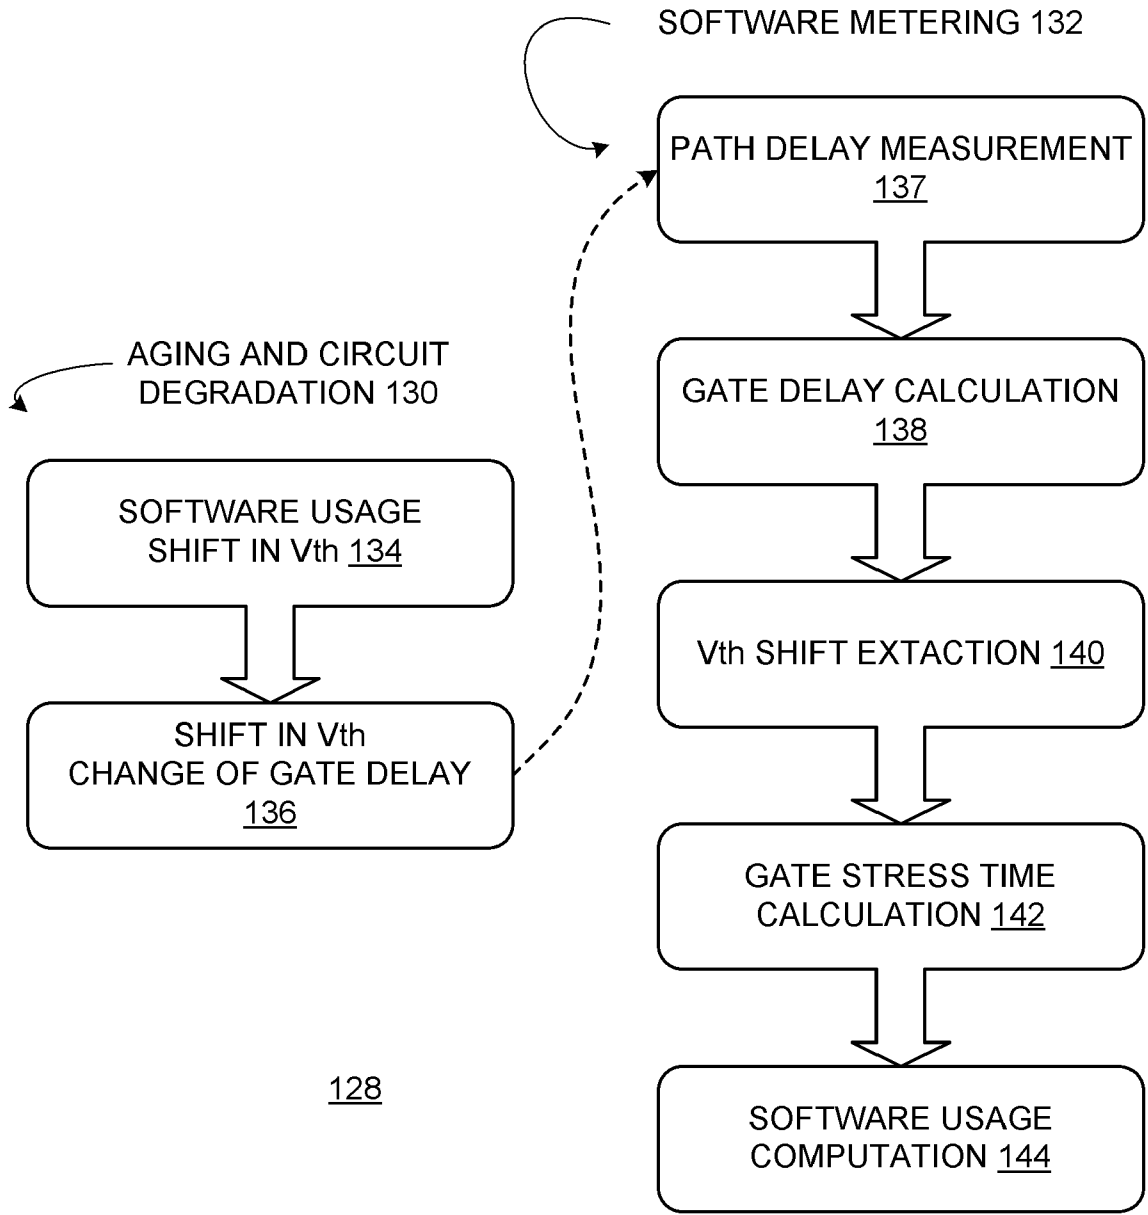 SOFTWARE METERING 132
PATH DELAY MEASUREMENT
137
GATE DELAY CALCULATION
138
Vth SHIFT EXTACTION 140
GATE STRESS TIME
CALCULATION 142
SOFTWARE USAGE
COMPUTATION 144
AGING AND CIRCUIT
DEGRADATION 130
SOFTWARE USAGE
SHIFT IN Vth 134
SHIFT IN Vth
CHANGE OF GATE DELAY
136
128